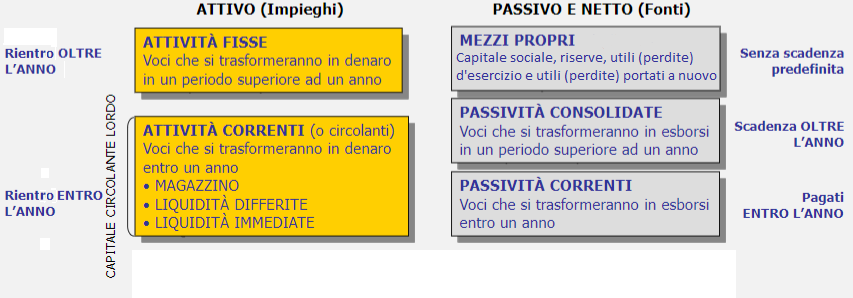 ATTIVO (Impieghi)
PASSIVO E NETTO (Fonti)
Rientro OLTRE
L'ANNO
ATTIVITÀ FISSE
Voci che si trasformeranno in denaro
in un periodo superiore ad un anno
MEZZI PROPRI
Capitale sociale, riserve, utili (perdite)
d'esercizio e utili (perdite) portati a nuovo
Senza scadenza
predefinita
CAPITALE CIRCOLANTE LORDO
Rientro ENTRO
L'ANNO
ATTIVITÀ CORRENTI (o circolanti)
Voci che si trasformeranno in denaro
entro un anno
• MAGAZZINO
• LIQUIDITÀ DIFFERITE
• LIQUIDITÀ IMMEDIATE
PASSIVITÀ CONSOLIDATE
Voci che si trasformeranno in esborsi
in un periodo superiore ad un anno
Scadenza OLTRE
L'ANNO
PASSIVITÀ CORRENTI
Voci che si trasformeranno in esborsi
entro un anno
Pagati
ENTRO L'ANNO